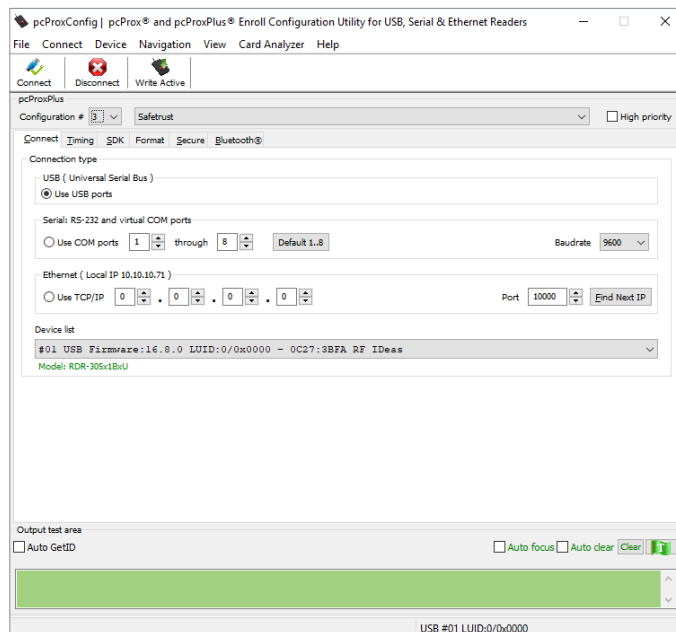 pcProxConfig | pcProx® and pcProxPlus® Enroll Configuration Utility for USB, Serial & Ethernet Readers
File Connect Device Navigation View Card Analyzer Help
Connect Disconnect Write Active
pcProxPlus
Configuration # 3 Safetrust High priority
Connect Timing SDK Format Secure Bluetooth®
Connection type
USB ( Universal Serial Bus )
Use USB ports
Serial: RS-232 and virtual COM ports
Use COM ports 1 through 8 Default 1..8 Baudrate 9600
Ethernet ( Local IP 10.10.10.71 )
Use TCP/IP 0 . 0 . 0 . 0 Port 10000 Find Next IP
Device list
#01 USB Firmware:16.8.0 LUID:0/0x0000 - 0C27:3BFA RF IDeas
Model: RDR-305x1BxU
Output test area
Auto GetID Auto focus Auto clear Clear
USB #01 LUID:0/0x0000